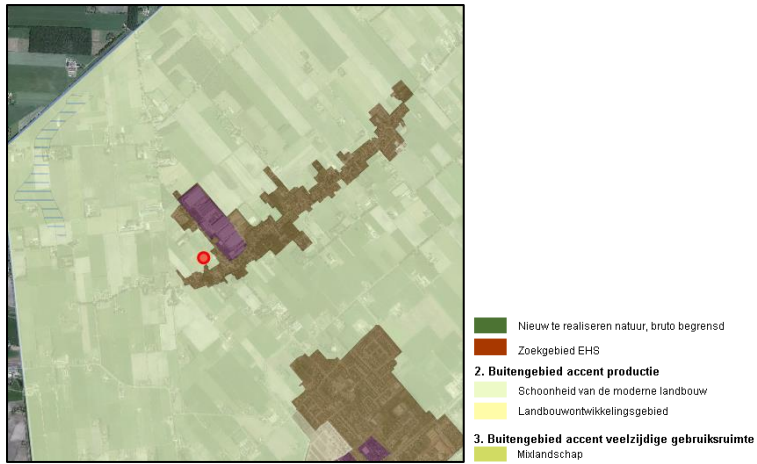 Nieuw te realiseren natuur, bruto begrensd
Zoekgebied EHS
2. Buitengebied accent productie
Schoonheid van de moderne landbouw
Landbouwontwikkelingsgebied
3. Buitengebied accent veelzijdige gebruiksruimte
Mixlandschap